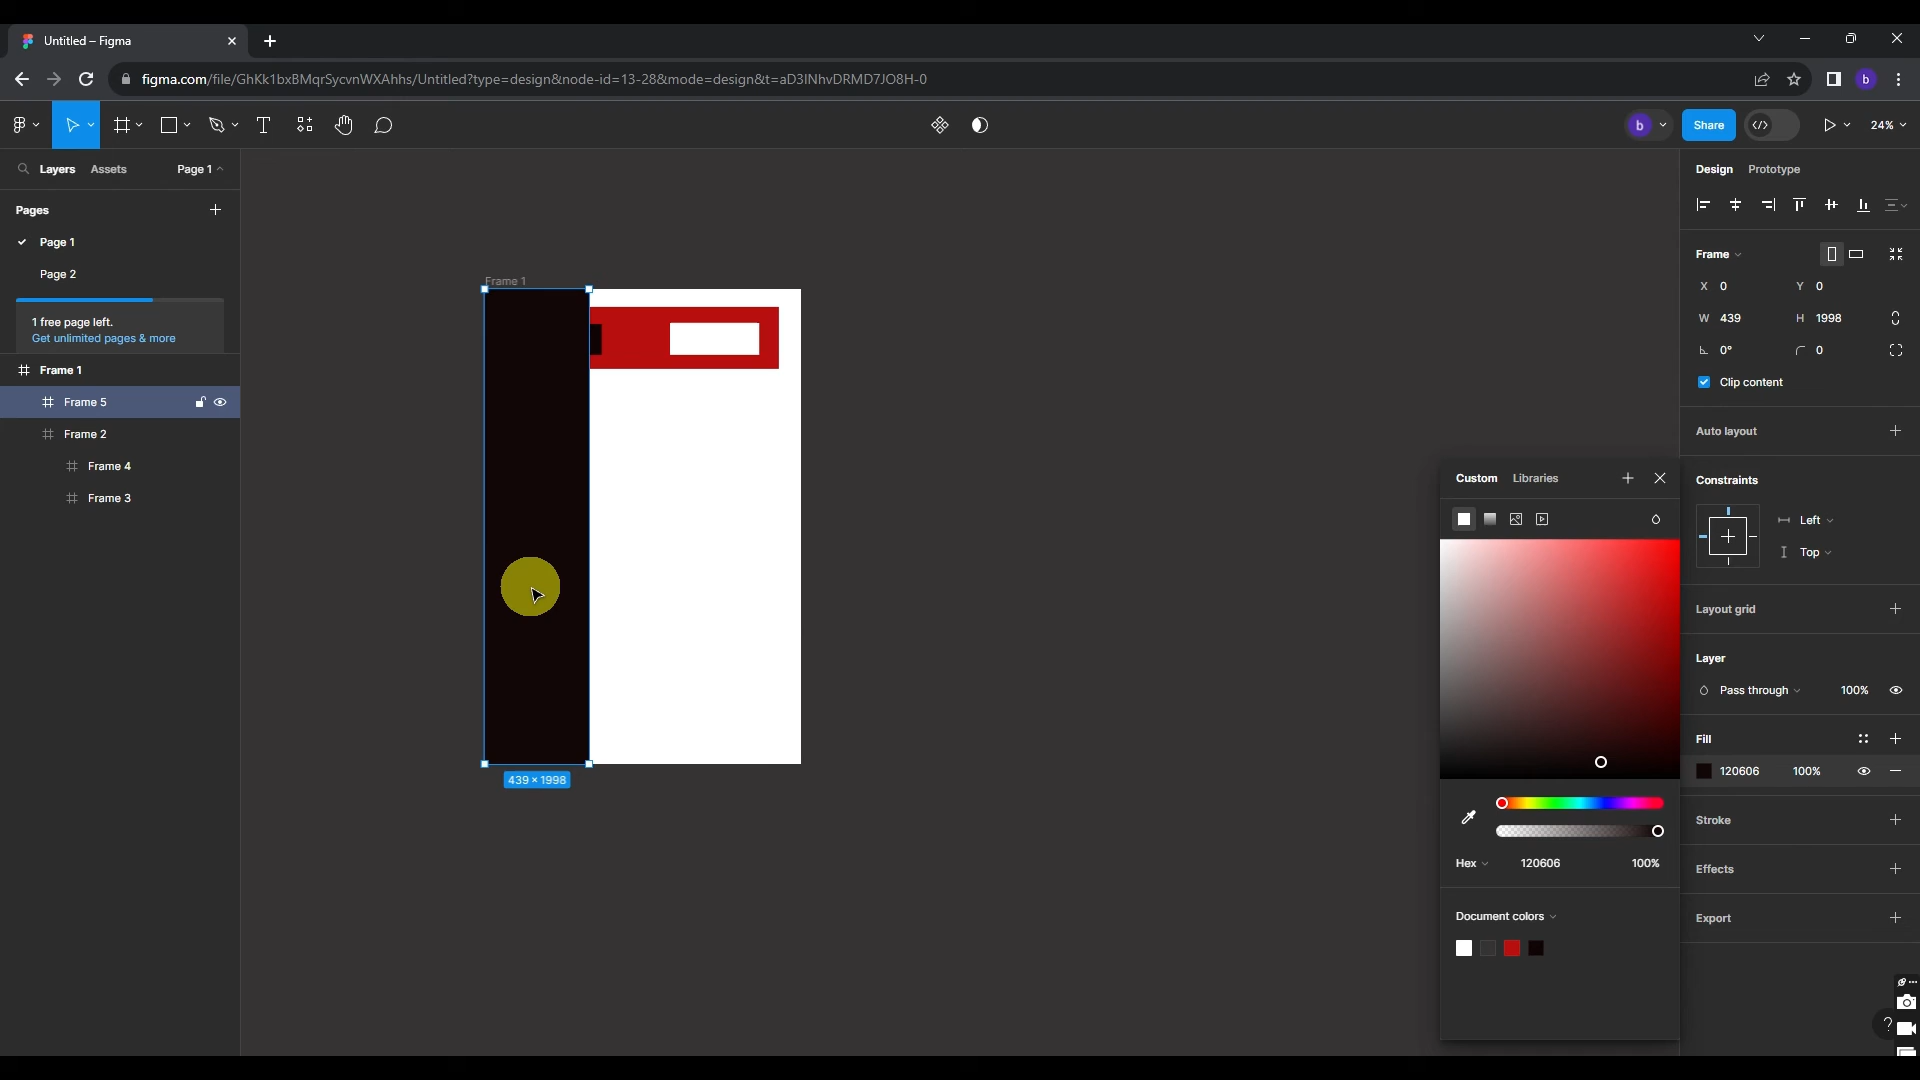 Untitled – Figma
figma.com/file/GhKk1bxBMqrSycvnWXAhhs/Untitled?type=design&node-id=13-28&mode=design&t=aD3INhvDRMD7JO8H-0
b
b
Share
24%
Layers
Assets
Page 1
Pages
Page 1
Page 2
1 free page left.
Get unlimited pages & more
Frame 1
Frame 5
Frame 2
Frame 4
Frame 3
Frame 1
439 × 1998
Custom
Libraries
Hex
120606
100%
Document colors
Design
Prototype
Frame
X 0
Y 0
W 439
H 1998
0°
0
Clip content
Auto layout
Constraints
Left
Top
Layout grid
Layer
Pass through
100%
Fill
120606
100%
Stroke
Effects
Export
?